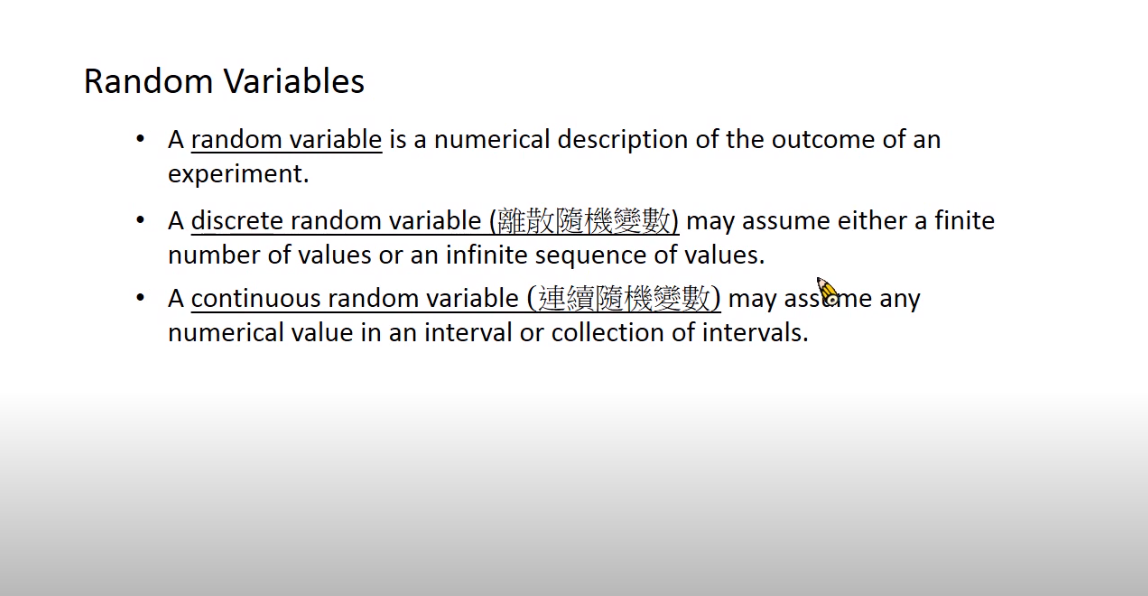 Random Variables
• A random variable is a numerical description of the outcome of an
experiment.
• A discrete random variable (離散隨機變數) may assume either a finite
number of values or an infinite sequence of values.
• A continuous random variable (連續隨機變數) may assume any
numerical value in an interval or collection of intervals.